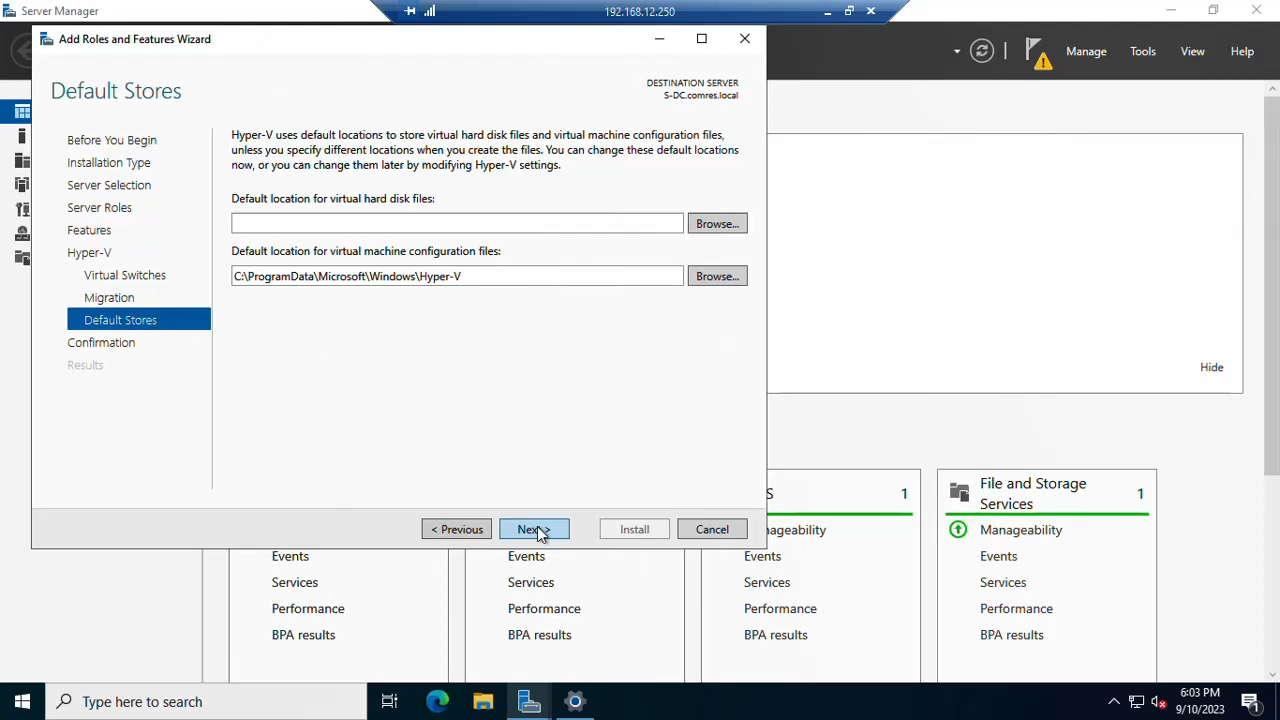 Server Manager
192.168.12.250
Add Roles and Features Wizard
Manage
Tools
View
Help
Default Stores
DESTINATION SERVER
S-DC.comres.local
Before You Begin
Installation Type
Server Selection
Server Roles
Features
Hyper-V
Virtual Switches
Migration
Default Stores
Confirmation
Results
Hyper-V uses default locations to store virtual hard disk files and virtual machine configuration files,
unless you specify different locations when you create the files. You can change these default locations
now, or you can change them later by modifying Hyper-V settings.
Default location for virtual hard disk files:
Browse...
Default location for virtual machine configuration files:
C:\ProgramData\Microsoft\Windows\Hyper-V
Browse...
< Previous
Next >
Install
Cancel
Hide
S
1
File and Storage
Services
1
ageability
Manageability
Events
Events
Events
Events
Services
Services
Services
Services
Performance
Performance
Performance
Performance
BPA results
BPA results
BPA results
BPA results
Type here to search
6:03 PM
9/10/2023
1